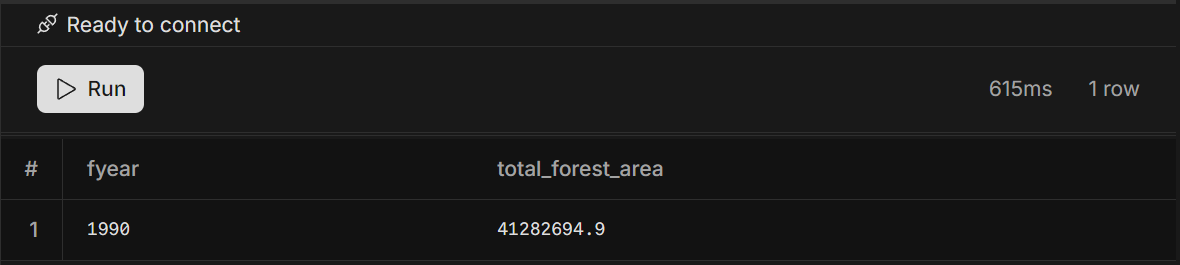 Ready to connect
Run 615ms 1 row
# fyear total_forest_area
1 1990 41282694.9